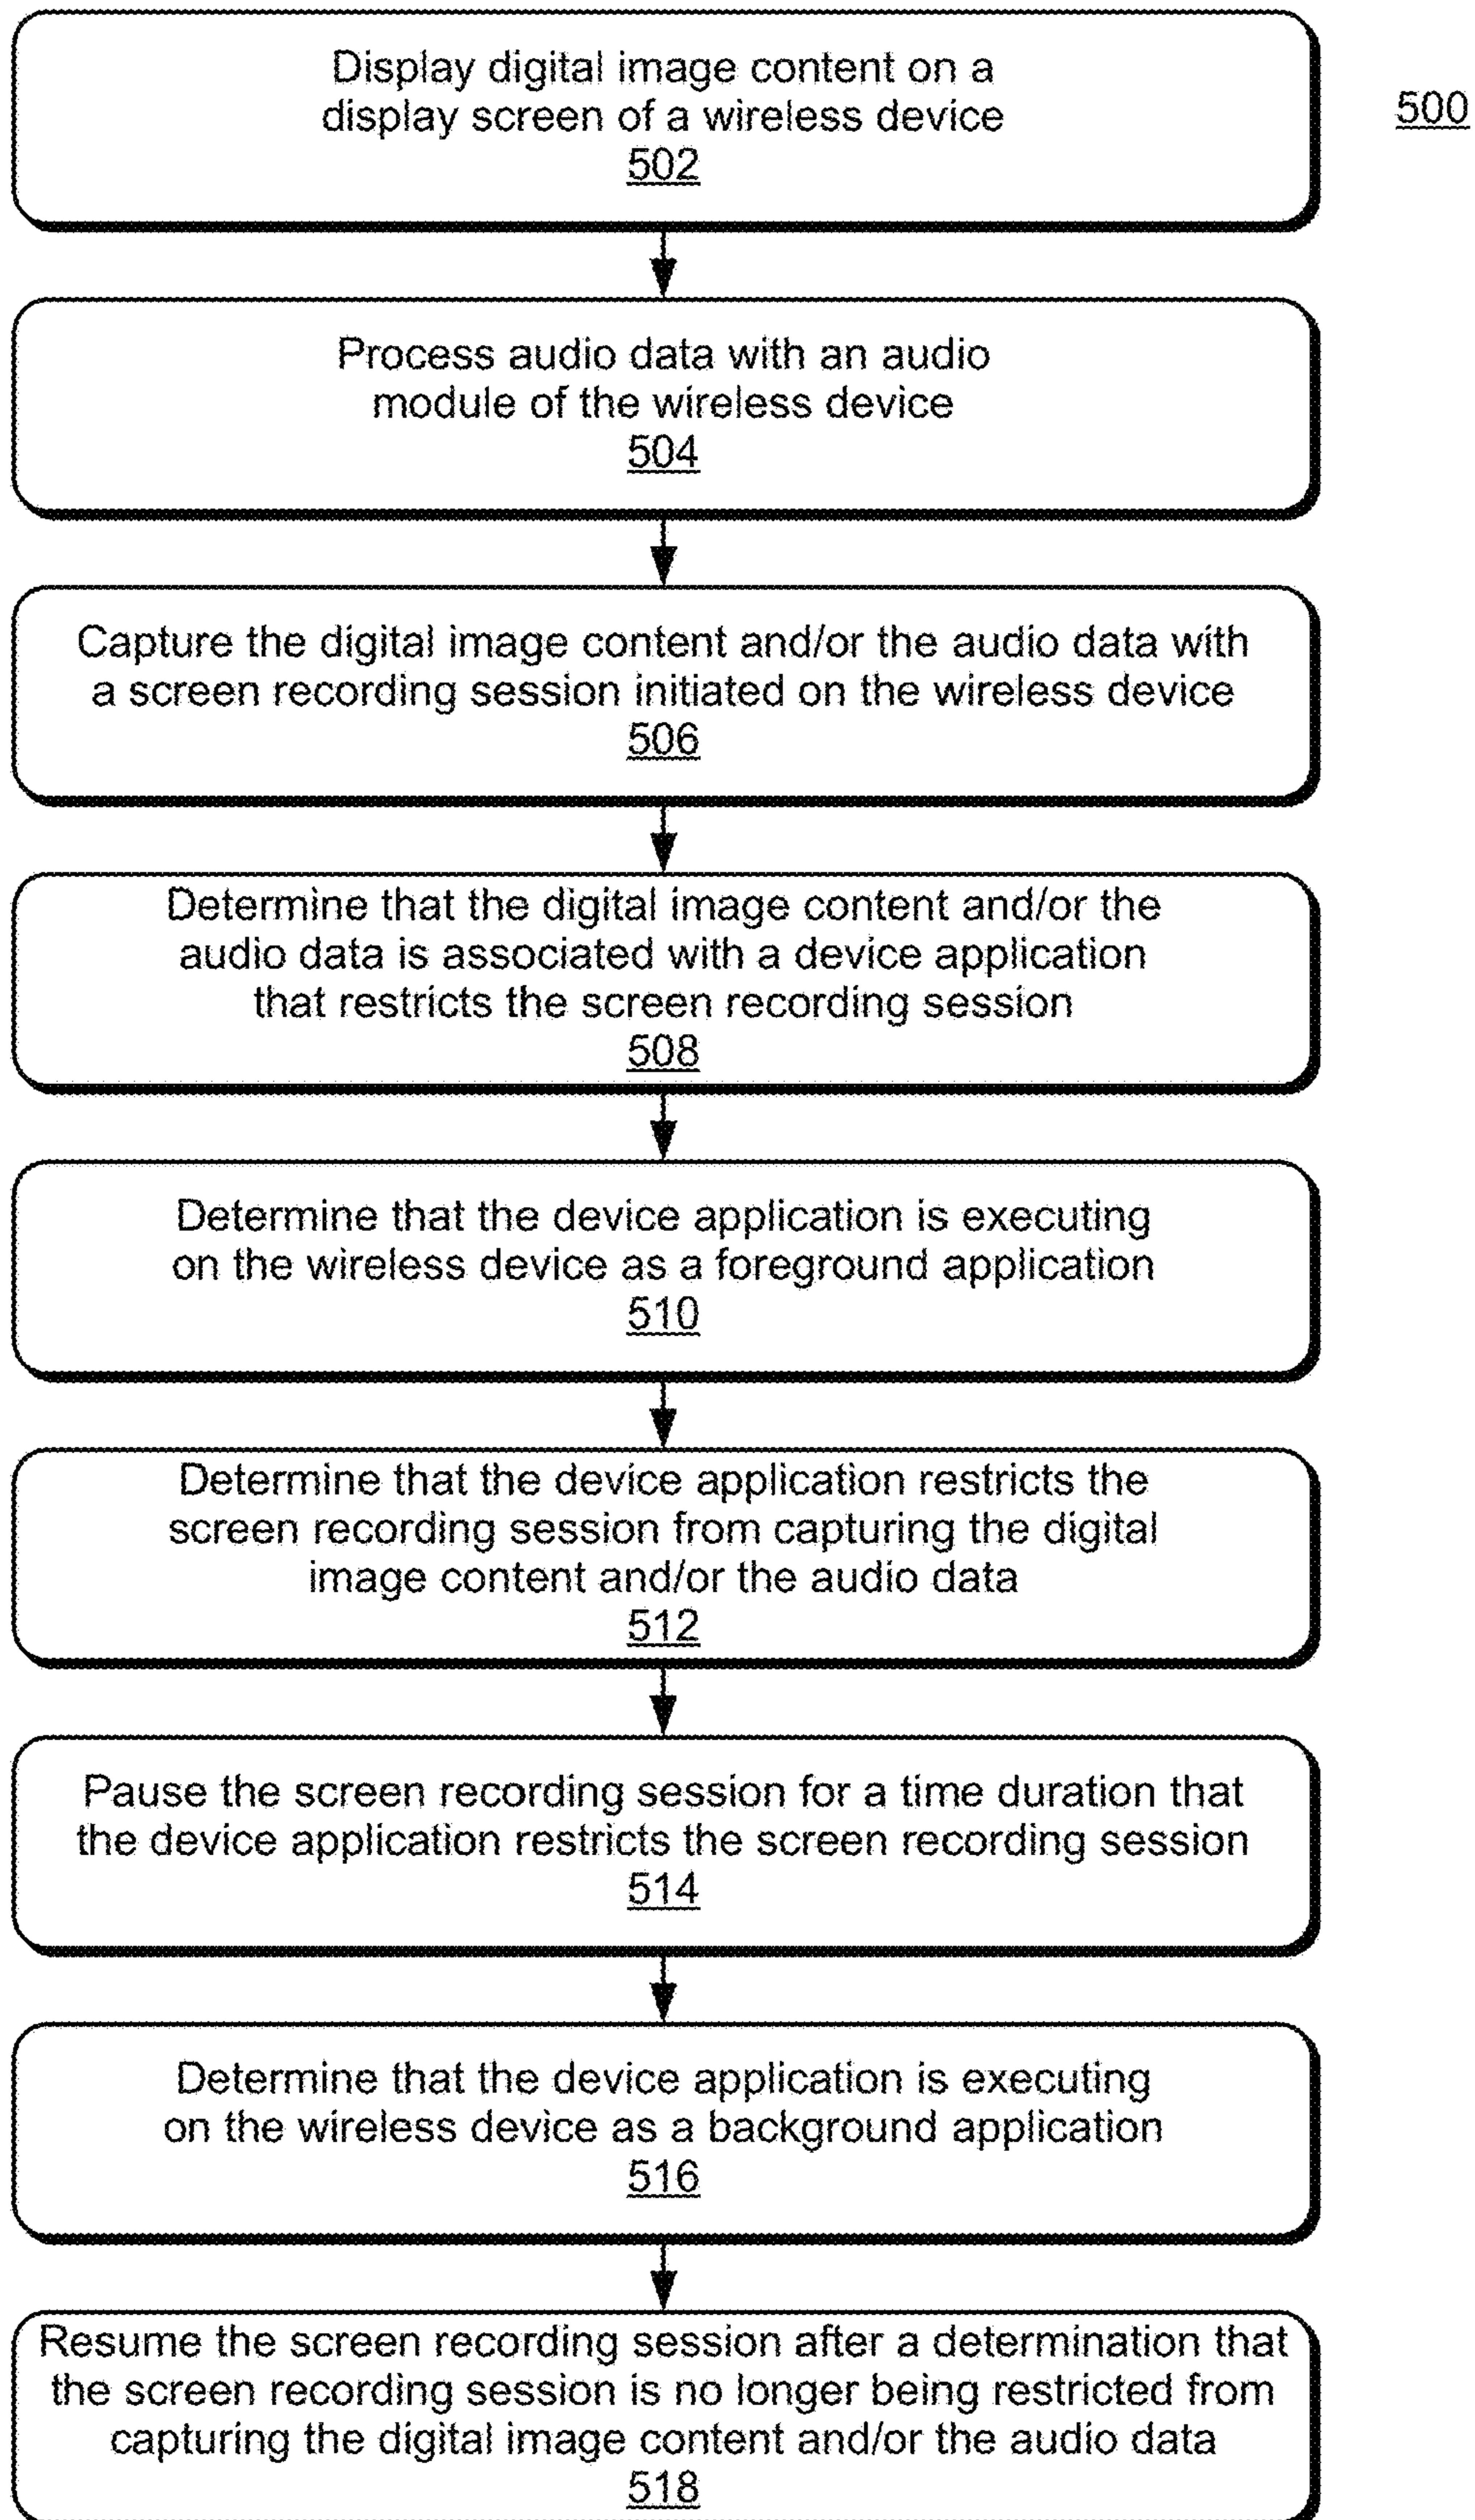 Display digital image content on a
display screen of a wireless device
502
500
Process audio data with an audio
module of the wireless device
504
Capture the digital image content and/or the audio data with
a screen recording session initiated on the wireless device
506
Determine that the digital image content and/or the
audio data is associated with a device application
that restricts the screen recording session
508
Determine that the device application is executing
on the wireless device as a foreground application
510
Determine that the device application restricts the
screen recording session from capturing the digital
image content and/or the audio data
512
Pause the screen recording session for a time duration that
the device application restricts the screen recording session
514
Determine that the device application is executing
on the wireless device as a background application
516
Resume the screen recording session after a determination that
the screen recording session is no longer being restricted from
capturing the digital image content and/or the audio data
518